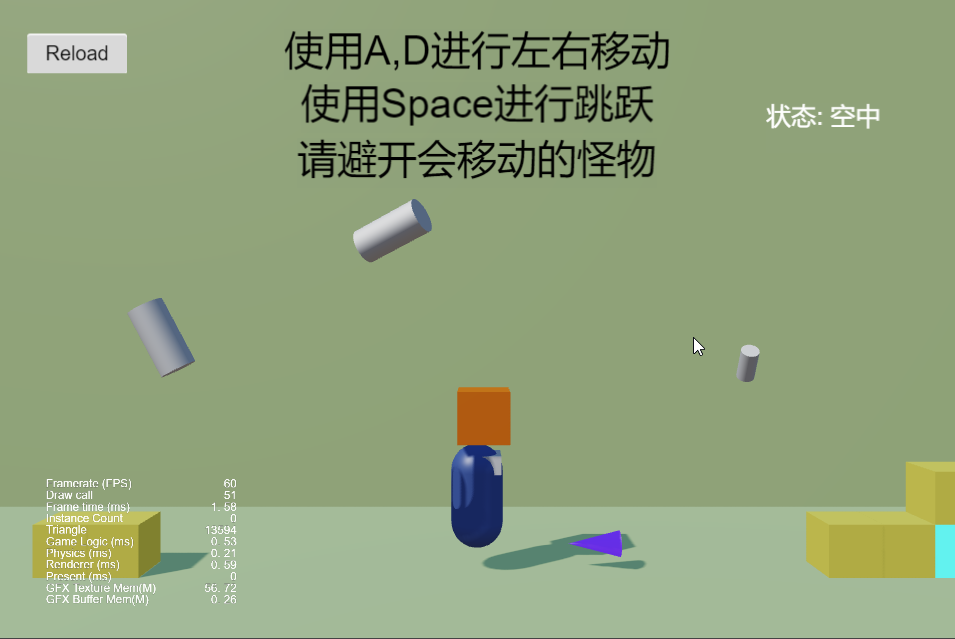 Reload
使用A,D进行左右移动
使用Space进行跳跃
请避开会移动的怪物
状态: 空中
Framerate (FPS) 60
Draw call 51
Frame time (ms) 1.56
Instance Count 0
Triangle 13594
Game Logic (ms) 0.53
Physics (ms) 0.21
Renderer (ms) 0.59
Present (ms) 0
GFX Texture Mem(M) 56.72
GFX Buffer Mem(M) 0.26